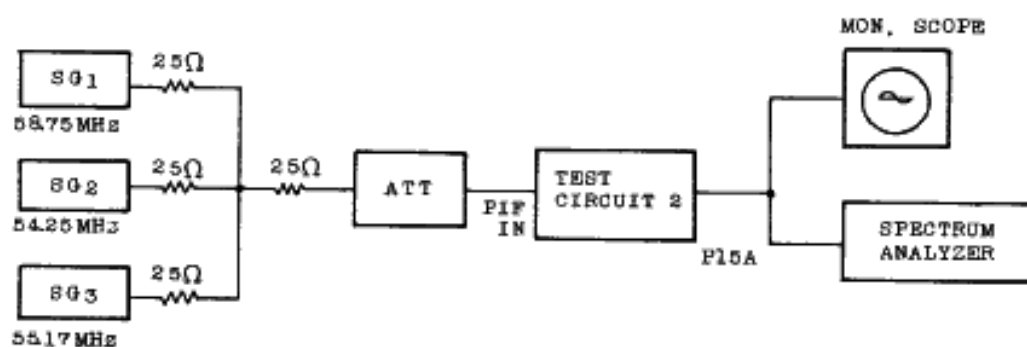 MON. SCOPE
25Ω
SG1
58.75MHz
25Ω
25Ω
SG2
ATT
TEST
CIRCUIT 2
PIF
IN
54.25MHz
P15A
SPECTRUM
ANALYZER
25Ω
SG3
55.17MHz